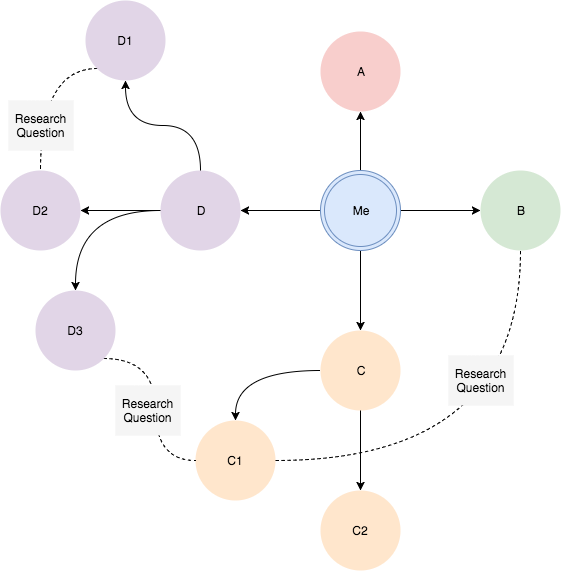 D1
A
Research
Question
D2
D
Me
B
D3
C
Research
Question
Research
Question
C1
C2